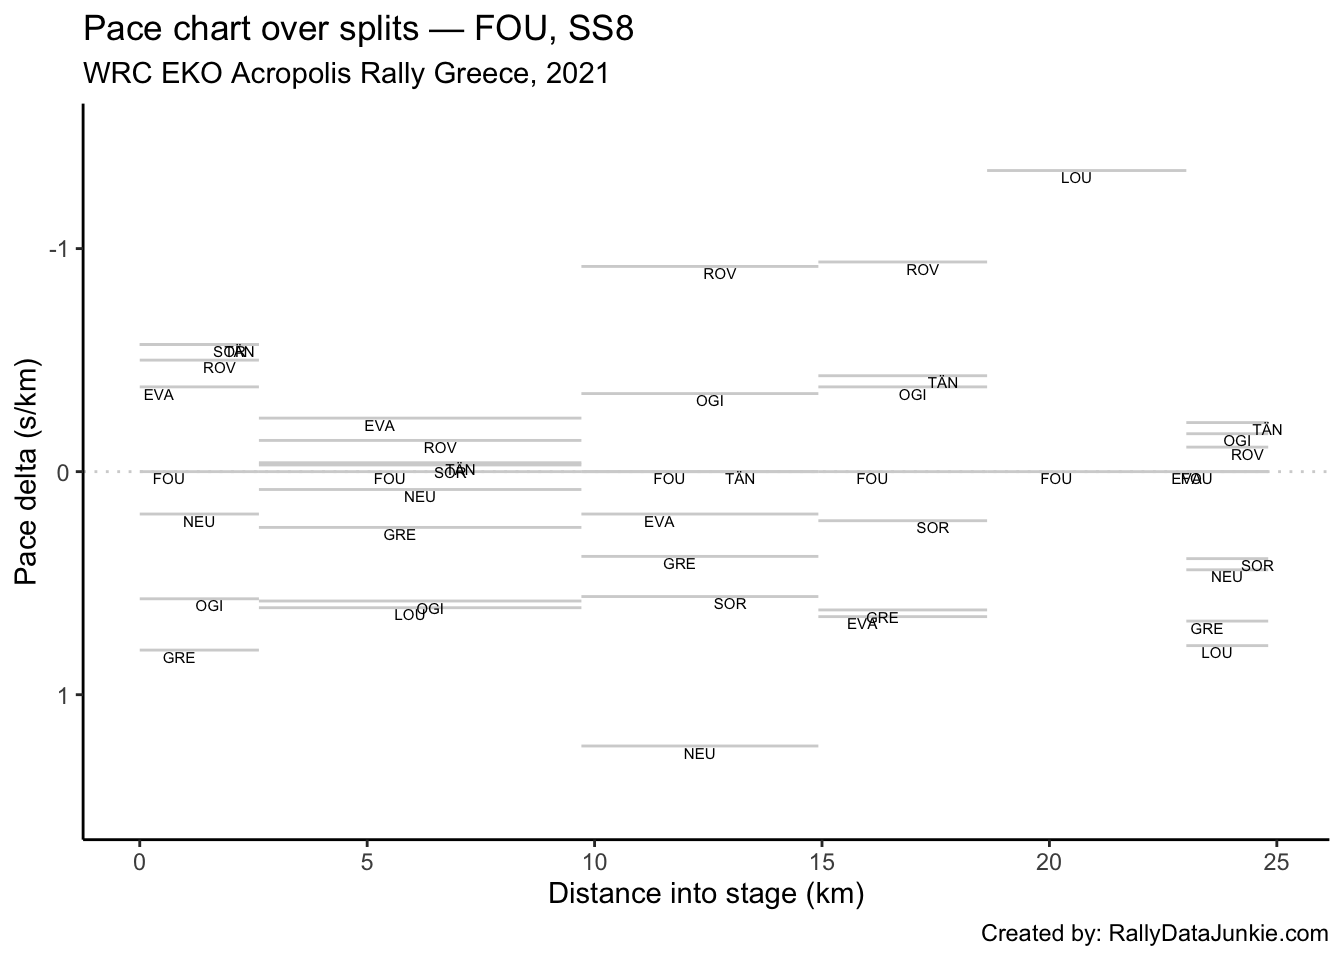 Pace chart over splits — FOU, SS8
WRC EKO Acropolis Rally Greece, 2021
LOU
-1
ROV
ROV
SOR TÄN
ROV
TÄN
EVA
OGI
OGI
EVA
TÄN
OGI
ROV
ROV
TÄN
SOR
0
FOU
FOU
FOU
TÄN
FOU
FOU
EVA FOU
NEU
NEU
EVA
GRE
SOR
GRE
SOR
NEU
OGI
OGI
LOU
SOR
GRE
EVA
GRE
LOU
GRE
1
NEU
Pace delta (s/km)
0 5 10 15 20 25
Distance into stage (km)
Created by: RallyDataJunkie.com